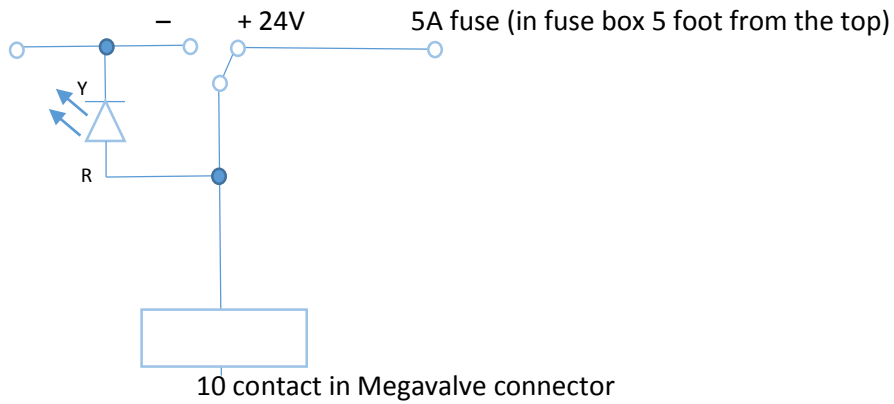 – + 24V 5A fuse (in fuse box 5 foot from the top)
Y
R
10 contact in Megavalve connector